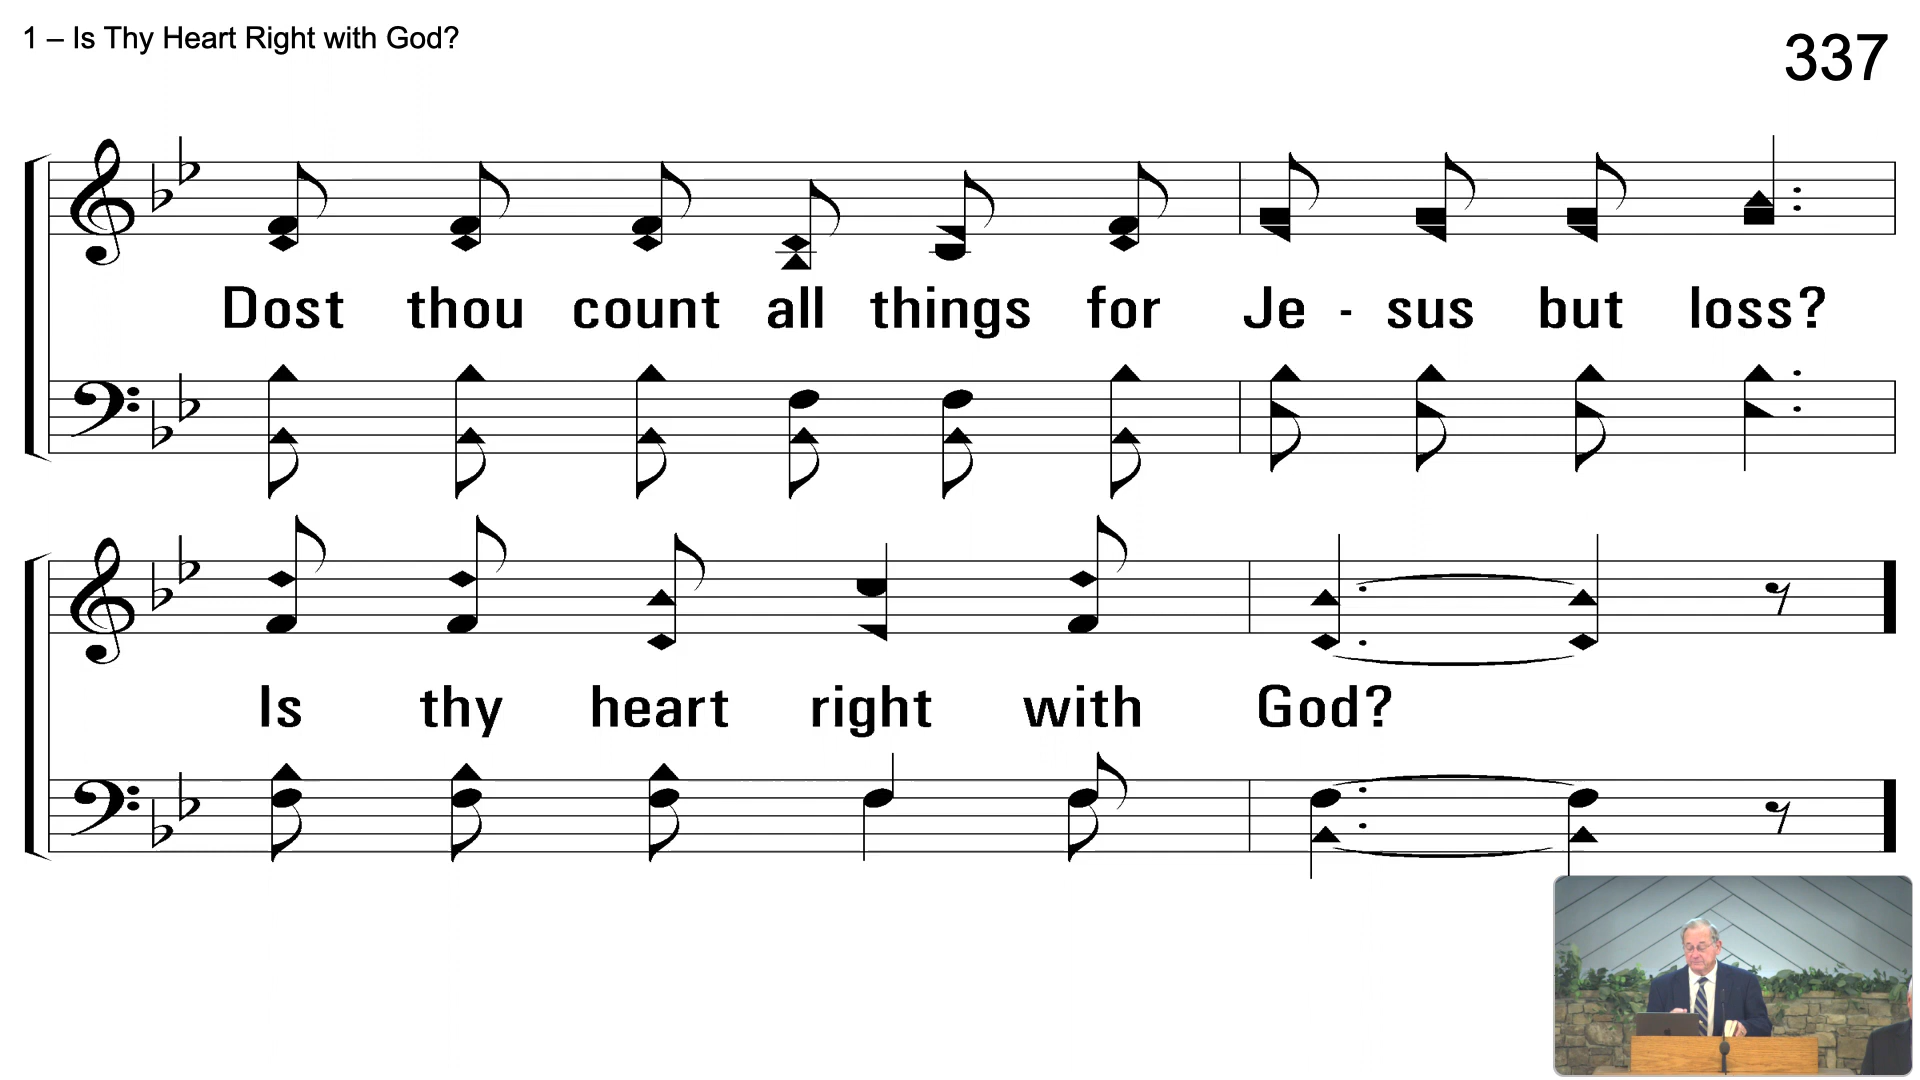 1 – Is Thy Heart Right with God?
337
Dost thou count all things for Je - sus but loss?
Is thy heart right with God?